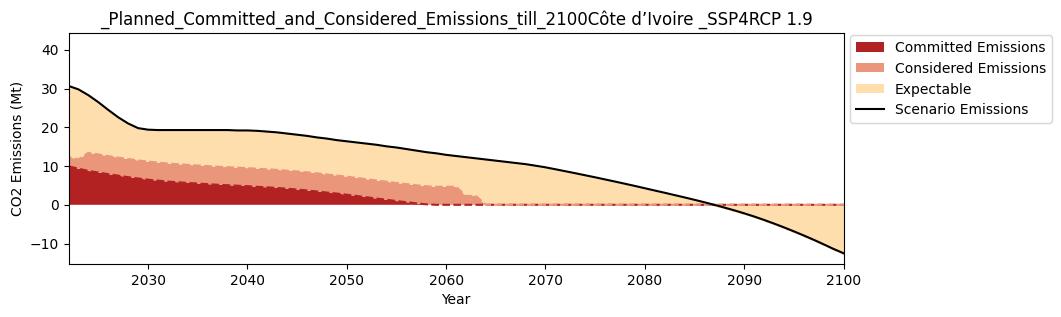 _Planned_Committed_and_Considered_Emissions_till_2100Côte d’Ivoire _SSP4RCP 1.9
CO2 Emissions (Mt)
40
30
20
10
0
−10
2030
2040
2050
2060
2070
2080
2090
2100
Year
Committed Emissions
Considered Emissions
Expectable
Scenario Emissions